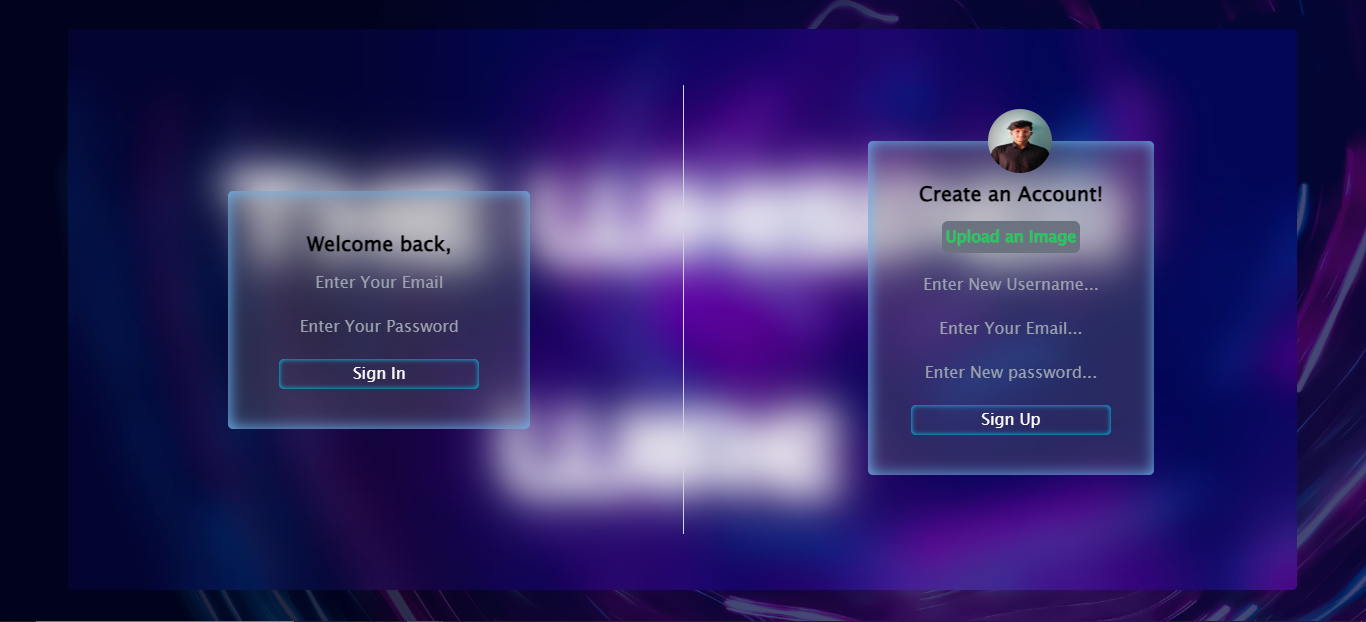 Welcome back,
Enter Your Email
Enter Your Password
Sign In
Create an Account!
Upload an Image
Enter New Username...
Enter Your Email...
Enter New password...
Sign Up